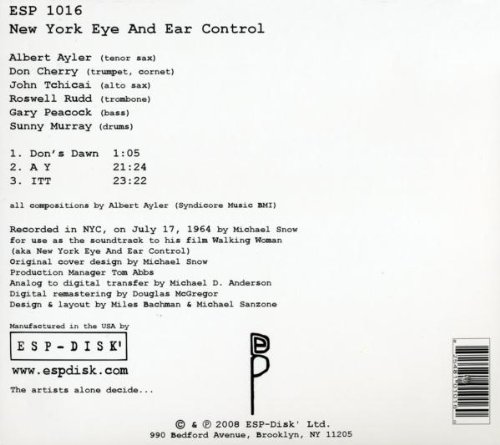 ESP 1016
New York Eye And Ear Control
Albert Ayler (tenor sax)
Don Cherry (trumpet, cornet)
John Tchicai (alto sax)
Roswell Rudd (trombone)
Gary Peacock (bass)
Sunny Murray (drums)
1. Don's Dawn 1:05
2. A Y 21:24
3. ITT 23:22
all compositions by Albert Ayler (Syndicore Music BMI)
Recorded in NYC, on July 17, 1964 by Michael Snow
for use as the soundtrack to his film Walking Woman
(aka New York Eye And Ear Control)
Original cover design by Michael Snow
Production Manager Tom Abbs
Analog to digital transfer by Michael D. Anderson
Digital remastering by Douglas McGregor
Design & layout by Miles Bachman & Michael Sanzone
Manufactured in the USA by
ESP-DISK'
www.espdisk.com
The artists alone decide...
© & ℗ 2008 ESP-Disk' Ltd.
990 Bedford Avenue, Brooklyn, NY 11205